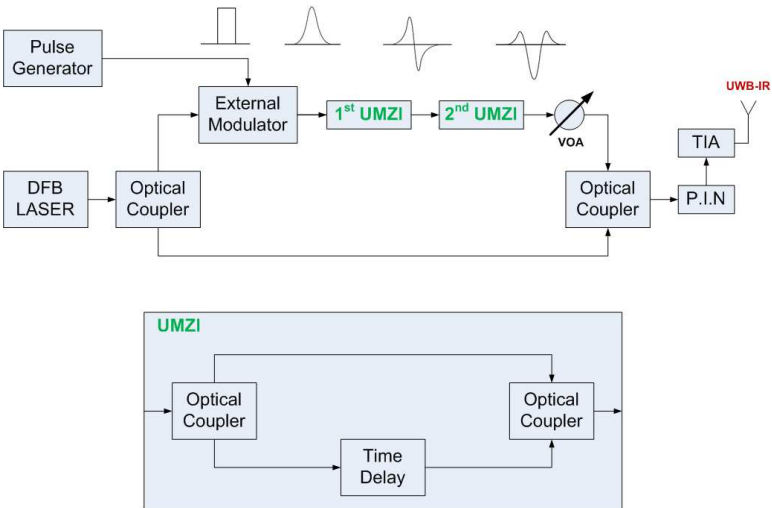 Pulse
Generator
External
Modulator
1st UMZI
2nd UMZI
VOA
UWB-IR
TIA
P.I.N
DFB
LASER
Optical
Coupler
Optical
Coupler
UMZI
Optical
Coupler
Time
Delay
Optical
Coupler